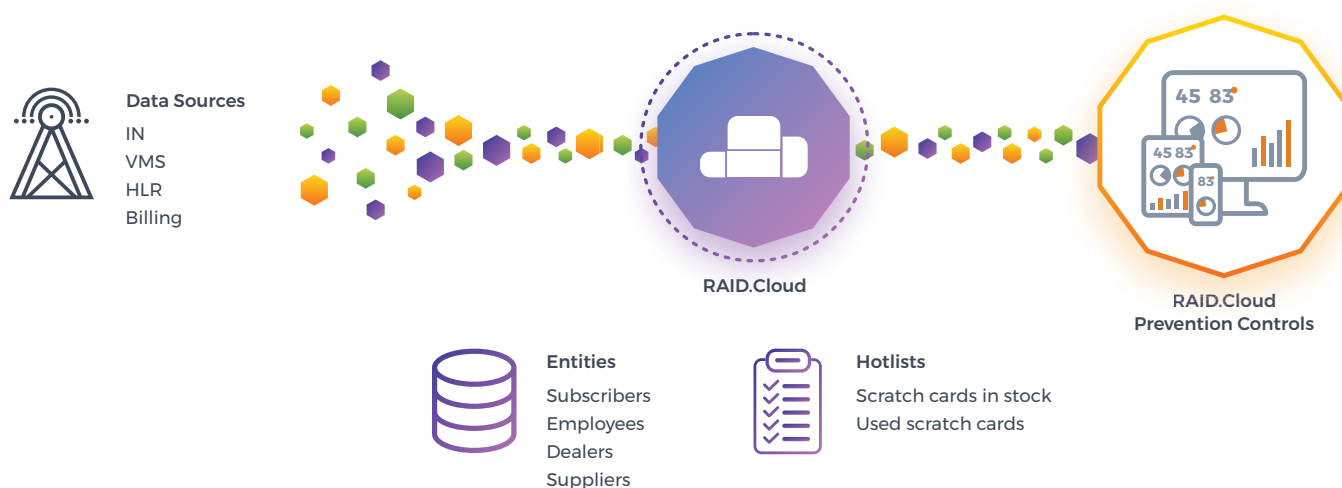 Data Sources
IN
VMS
HLR
Billing
RAID.Cloud
45 83
45 83
83
RAID.Cloud
Prevention Controls
Entities
Subscribers
Employees
Dealers
Suppliers
Hotlists
Scratch cards in stock
Used scratch cards